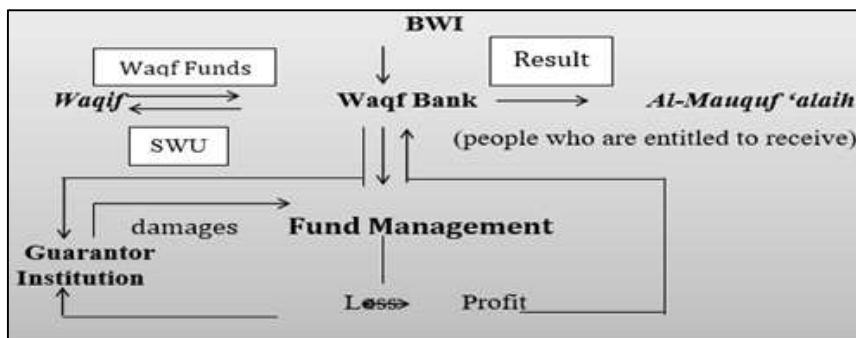 BWI
Waqf Funds
Result
Waqif
Waqf Bank
Al-Mauquf ‘alaih
SWU
(people who are entitled to receive)
damages
Fund Management
Guarantor
Institution
Loss
Profit